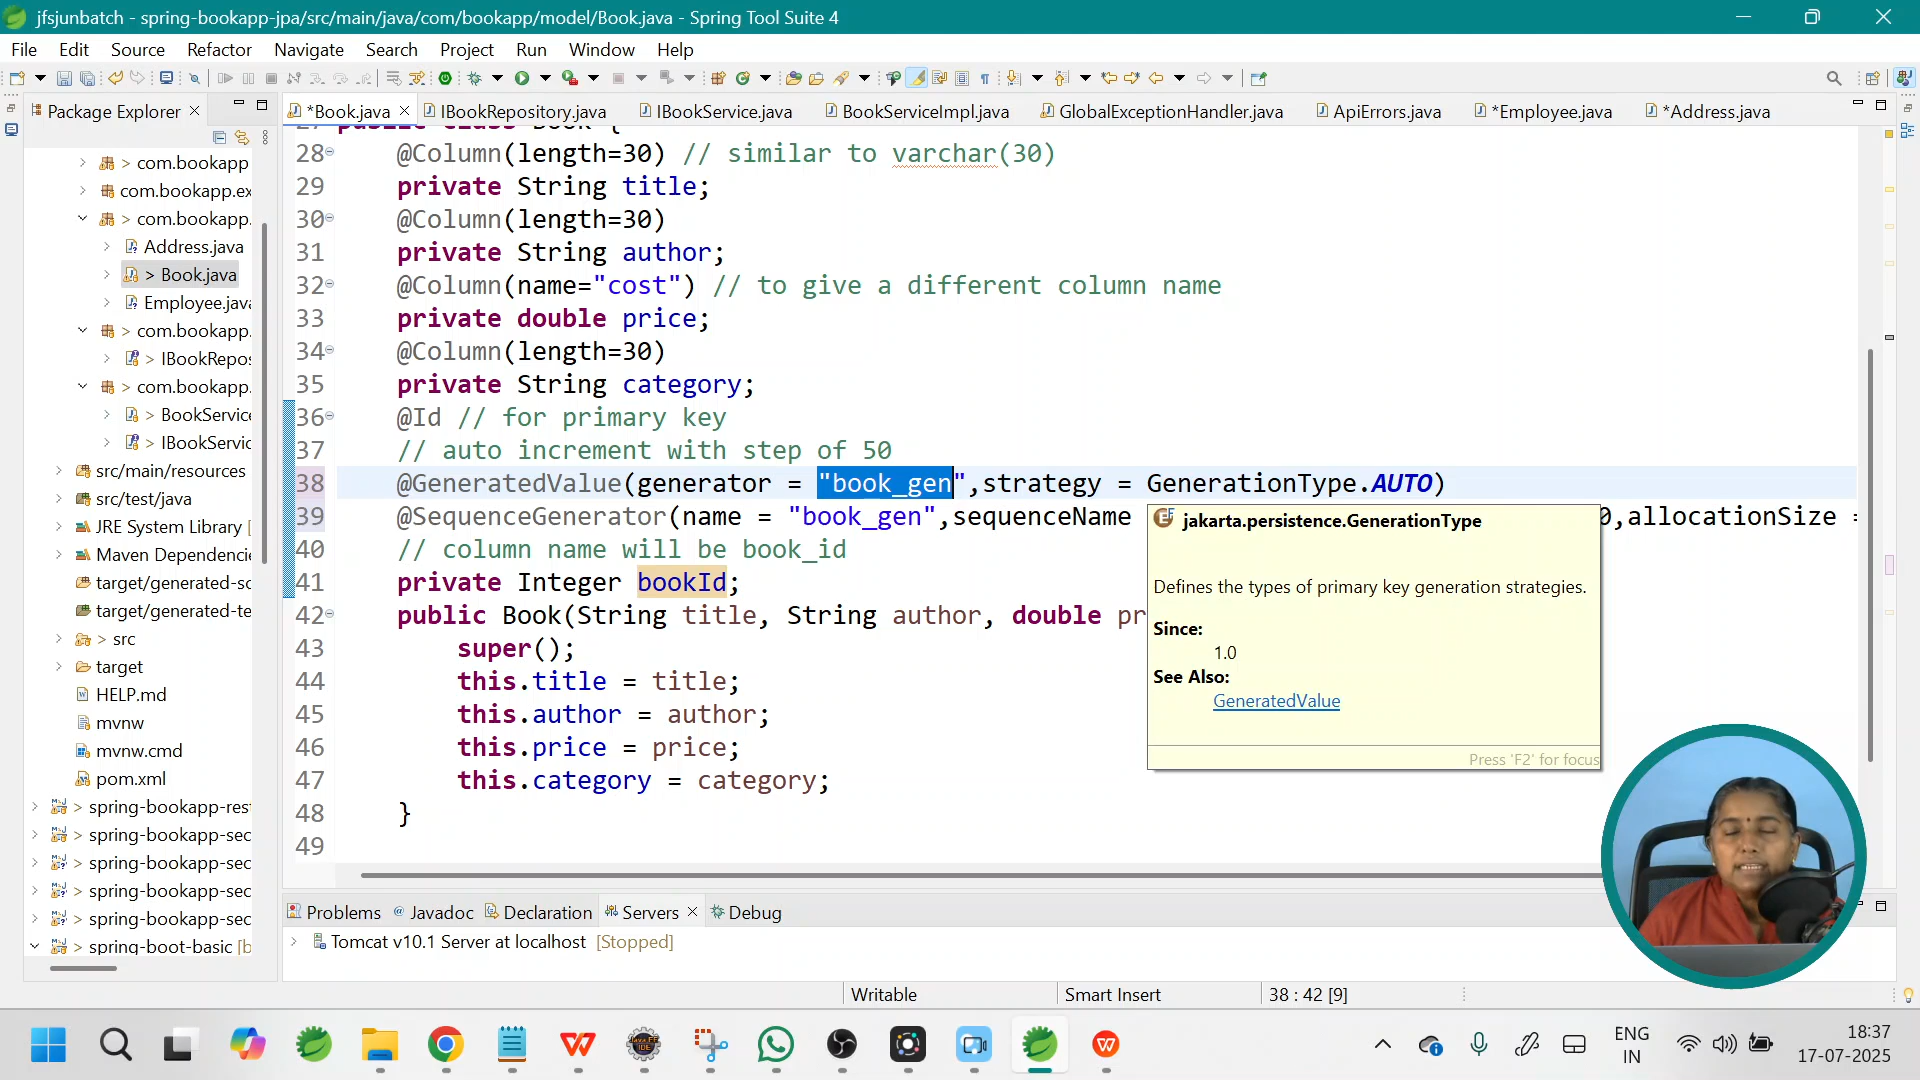 jfsjunbatch - spring-bookapp-jpa/src/main/java/com/bookapp/model/Book.java - Spring Tool Suite 4
File Edit Source Refactor Navigate Search Project Run Window Help
Package Explorer
*Book.java IBookRepository.java IBookService.java BookServiceImpl.java GlobalExceptionHandler.java ApiErrors.java *Employee.java *Address.java
com.bookapp
com.bookapp.ex
com.bookapp.
Address.java
> Book.java
Employee.java
com.bookapp.
> IBookRepos
com.bookapp.
> BookService
> IBookServic
src/main/resources
src/test/java
JRE System Library [
Maven Dependencie
target/generated-so
target/generated-te
> src
target
HELP.md
mvnw
mvnw.cmd
pom.xml
> spring-bookapp-res
> spring-bookapp-sec
> spring-bookapp-sec
> spring-bookapp-sec
> spring-bookapp-sec
> spring-boot-basic [b
27 public class Book {
28 @Column(length=30) // similar to varchar(30)
29 private String title;
30 @Column(length=30)
31 private String author;
32 @Column(name="cost") // to give a different column name
33 private double price;
34 @Column(length=30)
35 private String category;
36 @Id // for primary key
37 // auto increment with step of 50
38 @GeneratedValue(generator = "book_gen",strategy = GenerationType.AUTO)
39 @SequenceGenerator(name = "book_gen",sequenceName 0,allocationSize =
40 // column name will be book_id
41 private Integer bookId;
42 public Book(String title, String author, double pr
43 super();
44 this.title = title;
45 this.author = author;
46 this.price = price;
47 this.category = category;
48 }
49
jakarta.persistence.GenerationType
Defines the types of primary key generation strategies.
Since:
1.0
See Also:
GeneratedValue
Press 'F2' for focus
Problems Javadoc Declaration Servers Debug
Tomcat v10.1 Server at localhost [Stopped]
Writable Smart Insert 38 : 42 [9]
ENG
IN
18:37
17-07-2025